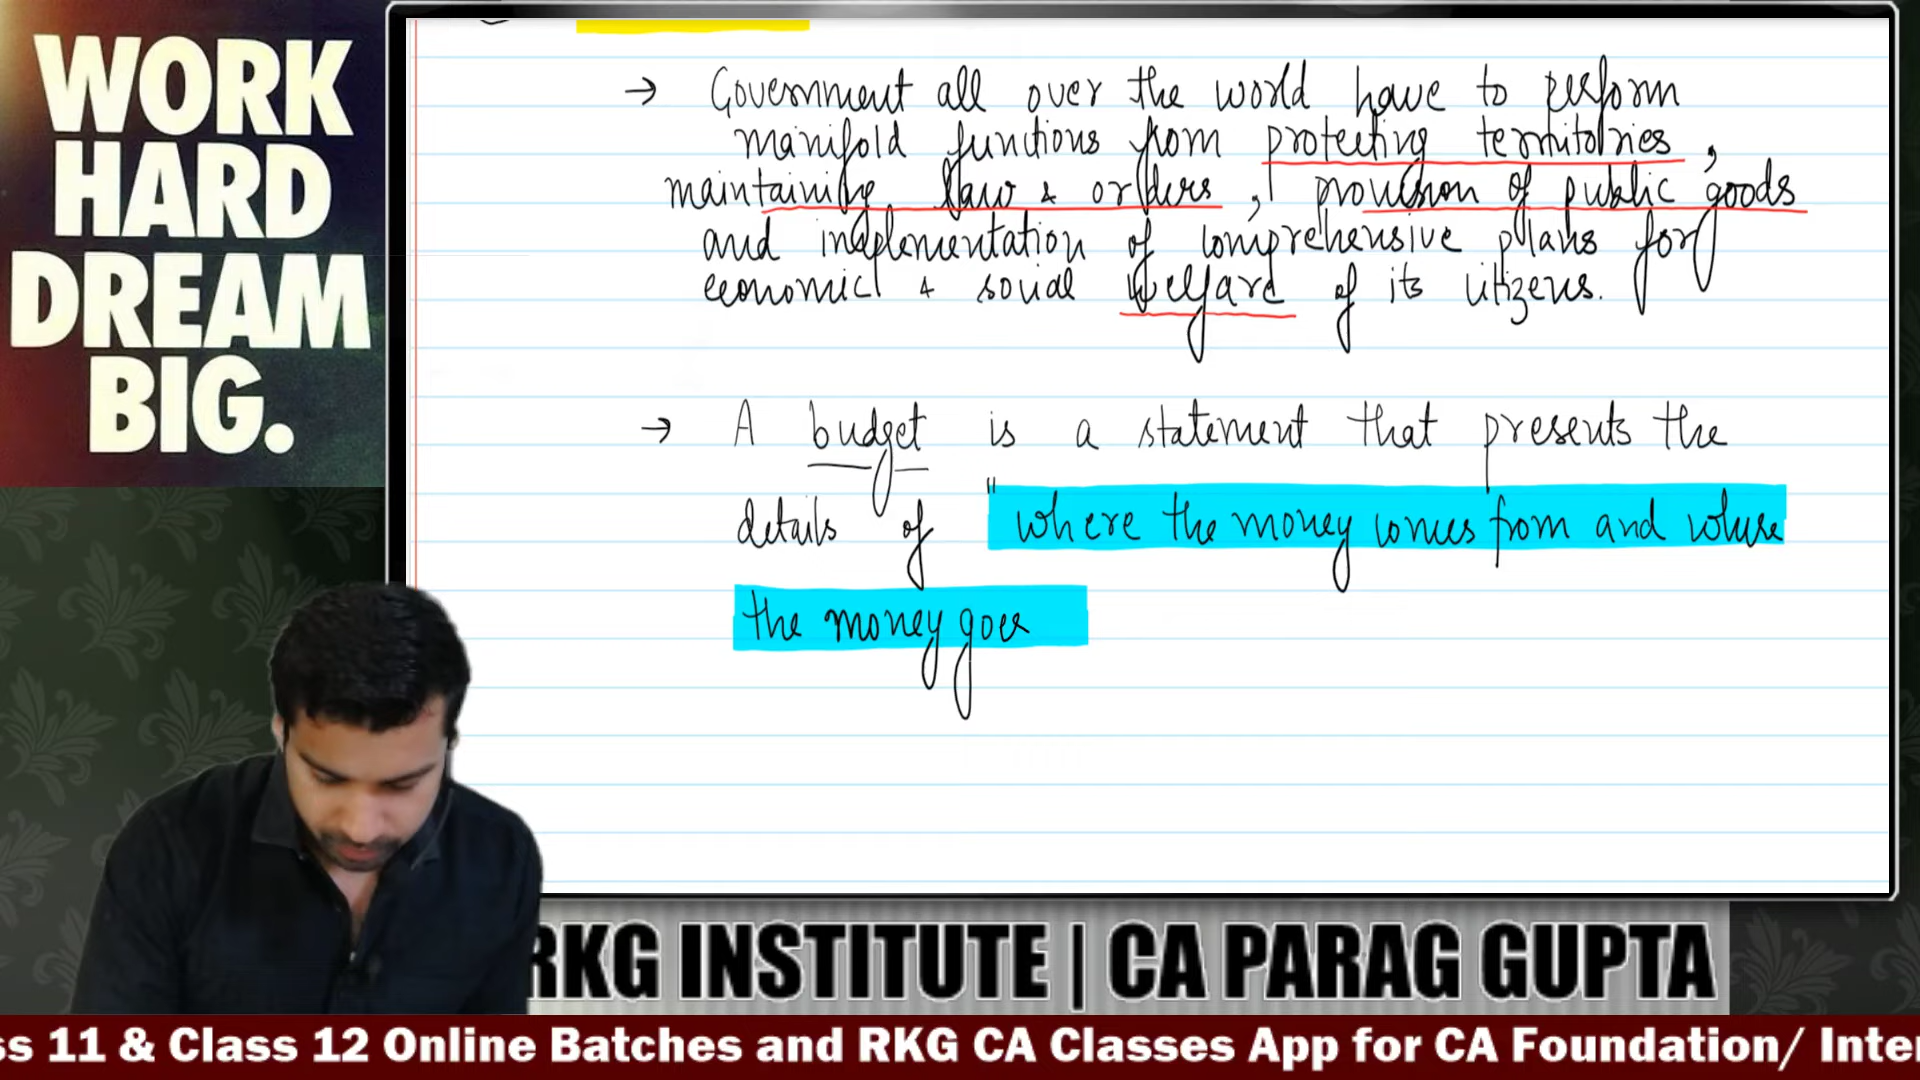 WORK
HARD
DREAM
BIG.
→ Government all over the world have to perform
manifold functions from protecting territories,
maintaining law & orders, provision of public goods
and implementation of comprehensive plans for
economic & social welfare of its citizens.
→ A budget is a statement that presents the
details of "where the money comes from and where
the money goes
RKG INSTITUTE | CA PARAG GUPTA
ss 11 & Class 12 Online Batches and RKG CA Classes App for CA Foundation/ Inte